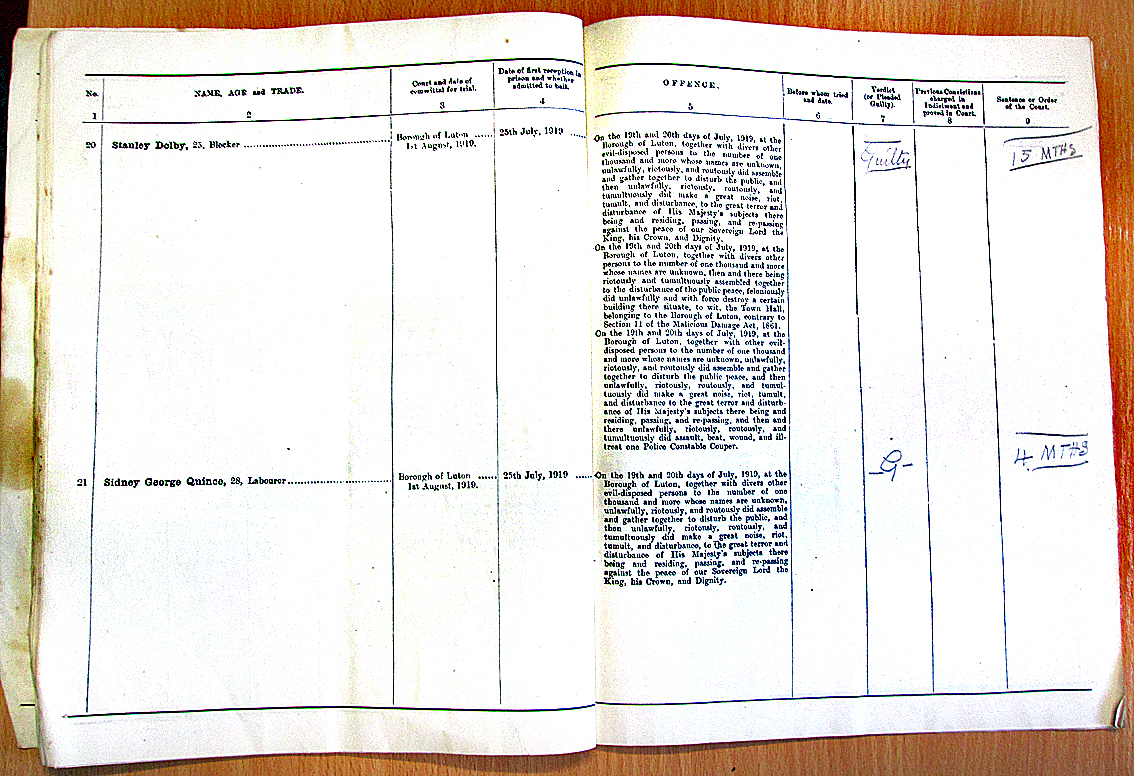 No.
NAME, AGE and TRADE.
Court and date of
committal for trial.
Date of first reception in
prison and whether
admitted to bail.
OFFENCE.
Before whom tried
and date.
Verdict
(or Pleaded
Guilty).
Previous Convictions
charged in
Indictment and
proved in Court.
Sentence or Order
of the Court.
1
2
3
4
5
6
7
8
9
20
Stanley Dolby, 25, Blocker
Borough of Luton
1st August, 1919.
25th July, 1919
On the 19th and 20th days of July, 1919, at the
Borough of Luton, together with divers other
evil-disposed persons to the number of one
thousand and more whose names are unknown,
unlawfully, riotously, and routously did assemble
and gather together to disturb the public, and
then unlawfully, riotously, routously, and
tumultuously did make a great noise, riot,
tumult, and disturbance, to the great terror and
disturbance of His Majesty's subjects there
being and residing, passing, and re-passing
against the peace of our Sovereign Lord the
King, his Crown, and Dignity.
On the 19th and 20th days of July, 1919, at the
Borough of Luton, together with divers other
persons to the number of one thousand and more
whose names are unknown, then and there being
riotously and tumultuously assembled together
to the disturbance of the public peace, feloniously
did unlawfully and with force destroy a certain
building there situate, to wit, the Town Hall,
belonging to the Borough of Luton, contrary to
Section 11 of the Malicious Damage Act, 1861.
On the 19th and 20th days of July, 1919, at the
Borough of Luton, together with other evil-
disposed persons to the number of one thousand
and more whose names are unknown, unlawfully,
riotously, and routously did assemble and gather
together to disturb the public peace, and then
unlawfully, riotously, routously, and tumul-
tuously did make a great noise, riot, tumult,
and disturbance to the great terror and disturb-
ance of His Majesty's subjects there being and
residing, passing, and re-passing, and then and
there unlawfully, riotously, routously, and
tumultuously did assault, beat, wound, and ill-
treat one Police Constable Couper.
Guilty
15 MTHS
21
Sidney George Quince, 28, Labourer
Borough of Luton
1st August, 1919.
25th July, 1919
On the 19th and 20th days of July, 1919, at the
Borough of Luton, together with divers other
evil-disposed persons to the number of one
thousand and more whose names are unknown,
unlawfully, riotously, and routously did assemble
and gather together to disturb the public, and
then unlawfully, riotously, routously, and
tumultuously did make a great noise, riot,
tumult, and disturbance, to the great terror and
disturbance of His Majesty's subjects there
being and residing, passing, and re-passing
against the peace of our Sovereign Lord the
King, his Crown, and Dignity.
-G-
4 MTHS